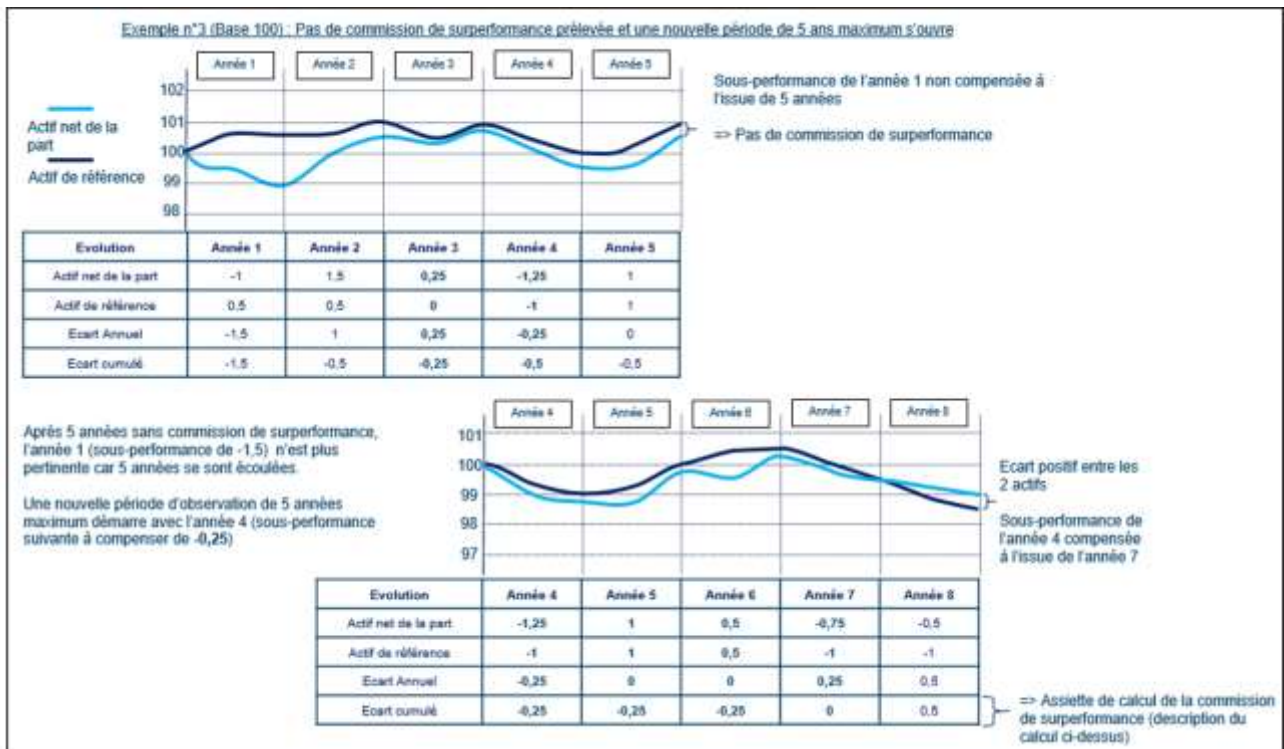 Exemple n°3 (Base 100) : Pas de commission de surperformance prélevée et une nouvelle période de 5 ans maximum s'ouvre
Année 1 Année 2 Année 3 Année 4 Année 5
102
101
100
99
98
Actif net de la
part
Actif de référence
Sous-performance de l'année 1 non compensée à
l'issue de 5 années
=> Pas de commission de surperformance
Evolution Année 1 Année 2 Année 3 Année 4 Année 5
Actif net de la part -1 1,5 0,25 -1,25 1
Actif de référence 0,5 0,5 0 -1 1
Ecart Annuel -1,5 1 0,25 -0,25 0
Ecart cumulé -1,5 -0,5 -0,25 -0,5 -0,5
Après 5 années sans commission de surperformance,
l'année 1 (sous-performance de -1,5) n'est plus
pertinente car 5 années se sont écoulées.
Une nouvelle période d'observation de 5 années
maximum démarre avec l'année 4 (sous-performance
suivante à compenser de -0,25)
Année 4 Année 5 Année 6 Année 7 Année 8
101
100
99
98
97
Ecart positif entre les
2 actifs
Sous-performance de
l'année 4 compensée
à l'issue de l'année 7
Evolution Année 4 Année 5 Année 6 Année 7 Année 8
Actif net de la part -1,25 1 0,5 -0,75 -0,5
Actif de référence -1 1 0,5 -1 -1
Ecart Annuel -0,25 0 0 0,25 0,5
Ecart cumulé -0,25 -0,25 -0,25 0 0,5
=> Assiette de calcul de la commission
de surperformance (description du
calcul ci-dessus)